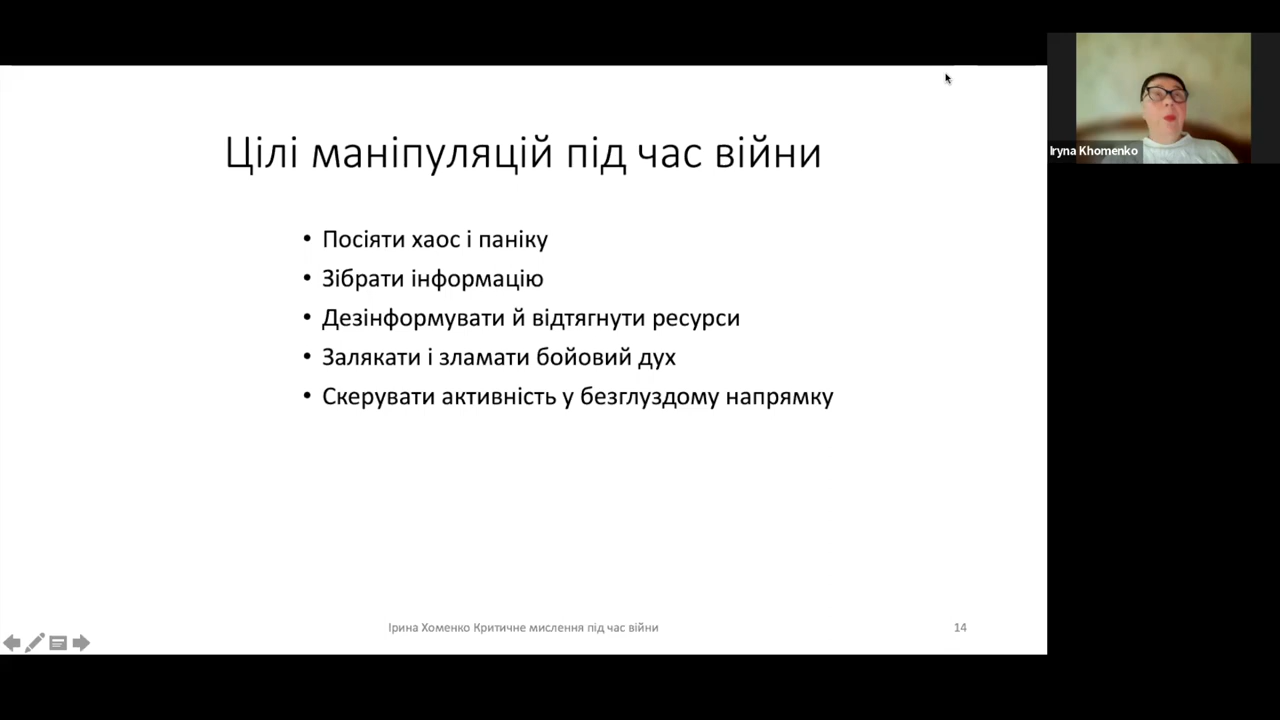 Цілі маніпуляцій під час війни
• Посіяти хаос і паніку
• Зібрати інформацію
• Дезінформувати й відтягнути ресурси
• Залякати і зламати бойовий дух
• Скерувати активність у безглуздому напрямку
Ірина Хоменко Критичне мислення під час війни
14
Iryna Khomenko